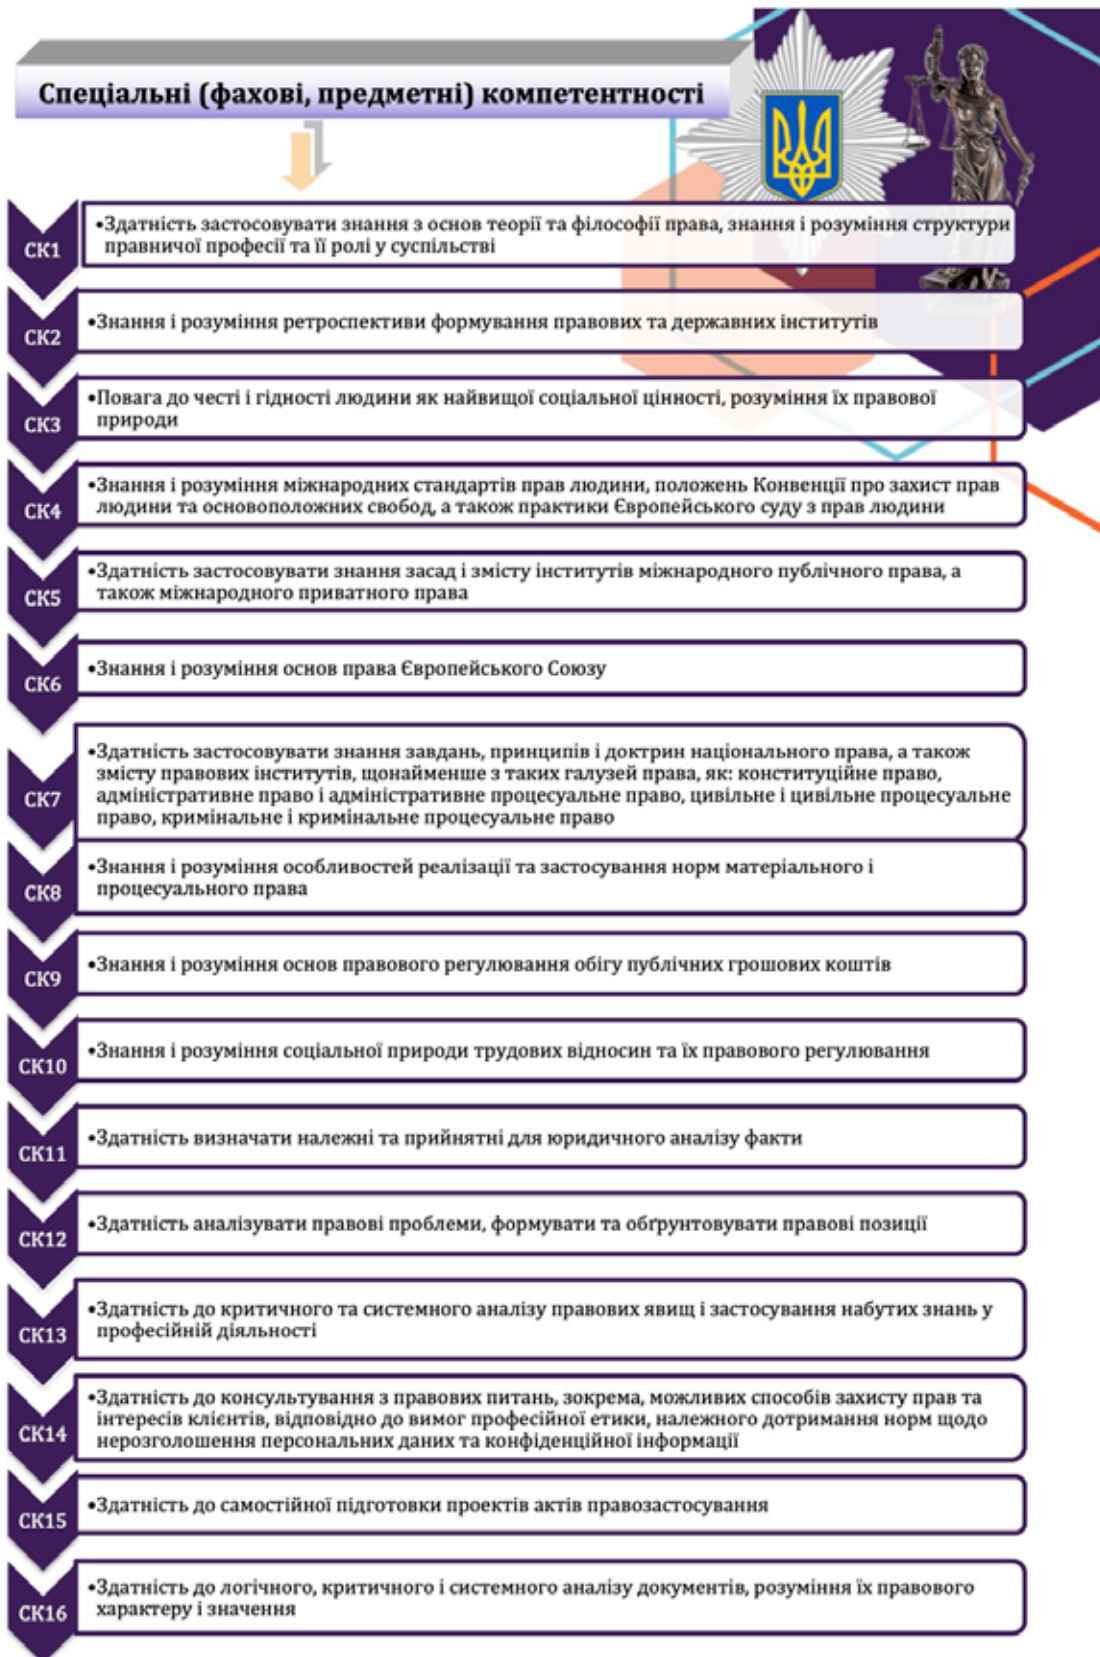 Спеціальні (фахові, предметні) компетентності
СК1
•Здатність застосовувати знання з основ теорії та філософії права, знання і розуміння структури
правничої професії та її ролі у суспільстві
СК2
•Знання і розуміння ретроспективи формування правових та державних інститутів
СК3
•Повага до честі і гідності людини як найвищої соціальної цінності, розуміння їх правової
природи
СК4
•Знання і розуміння міжнародних стандартів прав людини, положень Конвенції про захист прав
людини та основоположних свобод, а також практики Європейського суду з прав людини
СК5
•Здатність застосовувати знання засад і змісту інститутів міжнародного публічного права, а
також міжнародного приватного права
СК6
•Знання і розуміння основ права Європейського Союзу
СК7
•Здатність застосовувати знання завдань, принципів і доктрин національного права, а також
змісту правових інститутів, щонайменше з таких галузей права, як: конституційне право,
адміністративне право і адміністративне процесуальне право, цивільне і цивільне процесуальне
право, кримінальне і кримінальне процесуальне право
СК8
•Знання і розуміння особливостей реалізації та застосування норм матеріального і
процесуального права
СК9
•Знання і розуміння основ правового регулювання обігу публічних грошових коштів
СК10
•Знання і розуміння соціальної природи трудових відносин та їх правового регулювання
СК11
•Здатність визначати належні та прийнятні для юридичного аналізу факти
СК12
•Здатність аналізувати правові проблеми, формувати та обґрунтовувати правові позиції
СК13
•Здатність до критичного та системного аналізу правових явищ і застосування набутих знань у
професійній діяльності
СК14
•Здатність до консультування з правових питань, зокрема, можливих способів захисту прав та
інтересів клієнтів, відповідно до вимог професійної етики, належного дотримання норм щодо
нерозголошення персональних даних та конфіденційної інформації
СК15
•Здатність до самостійної підготовки проектів актів правозастосування
СК16
•Здатність до логічного, критичного і системного аналізу документів, розуміння їх правового
характеру і значення